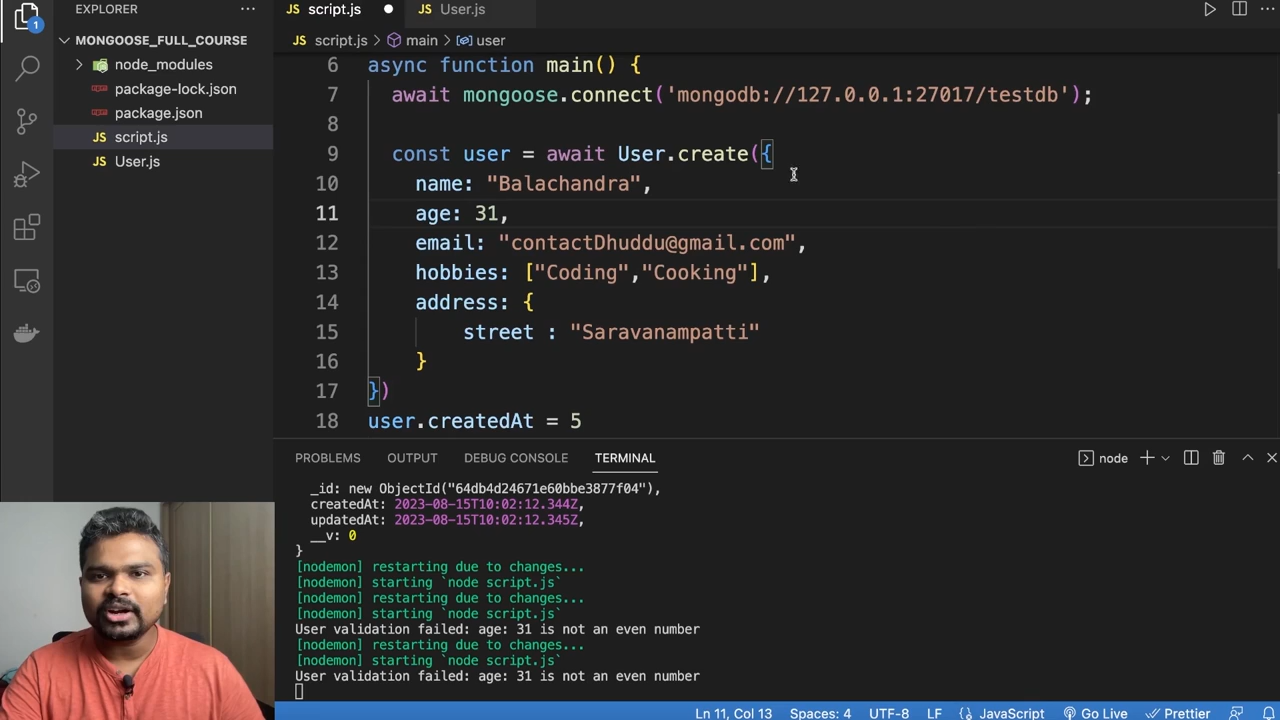 EXPLORER
script.js
User.js
1
MONGOOSE_FULL_COURSE
JS script.js > main > user
node_modules
package-lock.json
package.json
JS script.js
JS User.js
6 async function main() {
7 await mongoose.connect('mongodb://127.0.0.1:27017/testdb');
8
9 const user = await User.create({
10 name: "Balachandra",
11 age: 31,
12 email: "contactDhuddu@gmail.com",
13 hobbies: ["Coding","Cooking"],
14 address: {
15 street : "Saravanampatti"
16 }
17 })
18 user.createdAt = 5
PROBLEMS OUTPUT DEBUG CONSOLE TERMINAL node
_id: new ObjectId("64db4d24671e60bbe3877f04"),
createdAt: 2023-08-15T10:02:12.344Z,
updatedAt: 2023-08-15T10:02:12.345Z,
__v: 0
}
[nodemon] restarting due to changes...
[nodemon] starting `node script.js`
[nodemon] restarting due to changes...
[nodemon] starting `node script.js`
User validation failed: age: 31 is not an even number
[nodemon] restarting due to changes...
[nodemon] starting `node script.js`
User validation failed: age: 31 is not an even number
Ln 11, Col 13 Spaces: 4 UTF-8 LF {} JavaScript Go Live Prettier